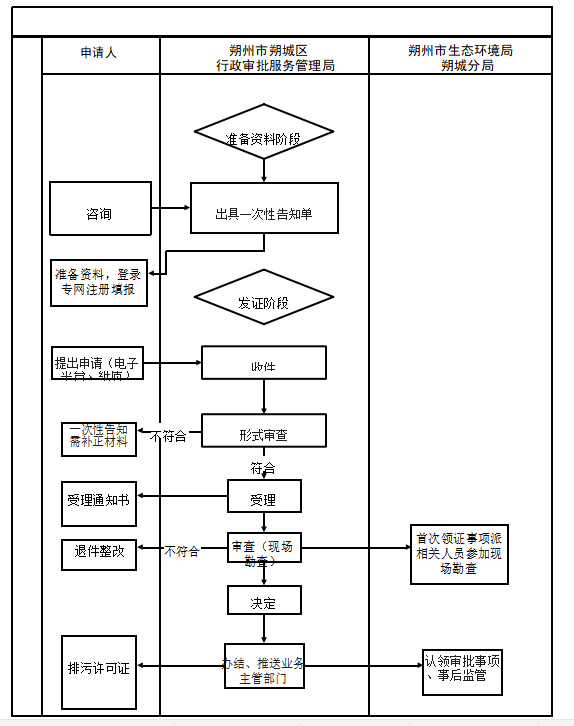 申请人
朔州市朔城区
行政审批服务管理局
朔州市生态环境局
朔城分局
准备资料阶段
咨询
出具一次性告知单
准备资料，登录
专网注册填报
发证阶段
提出申请（电子
平台、纸质）
收件
一次性告知
需补正材料
不符合
形式审查
符合
受理通知书
受理
退件整改
不符合
审查（现场
勘查）
首次领证事项派
相关人员参加现
场勘查
决定
排污许可证
办结、推送业务
主管部门
认领审批事项
、事后监管